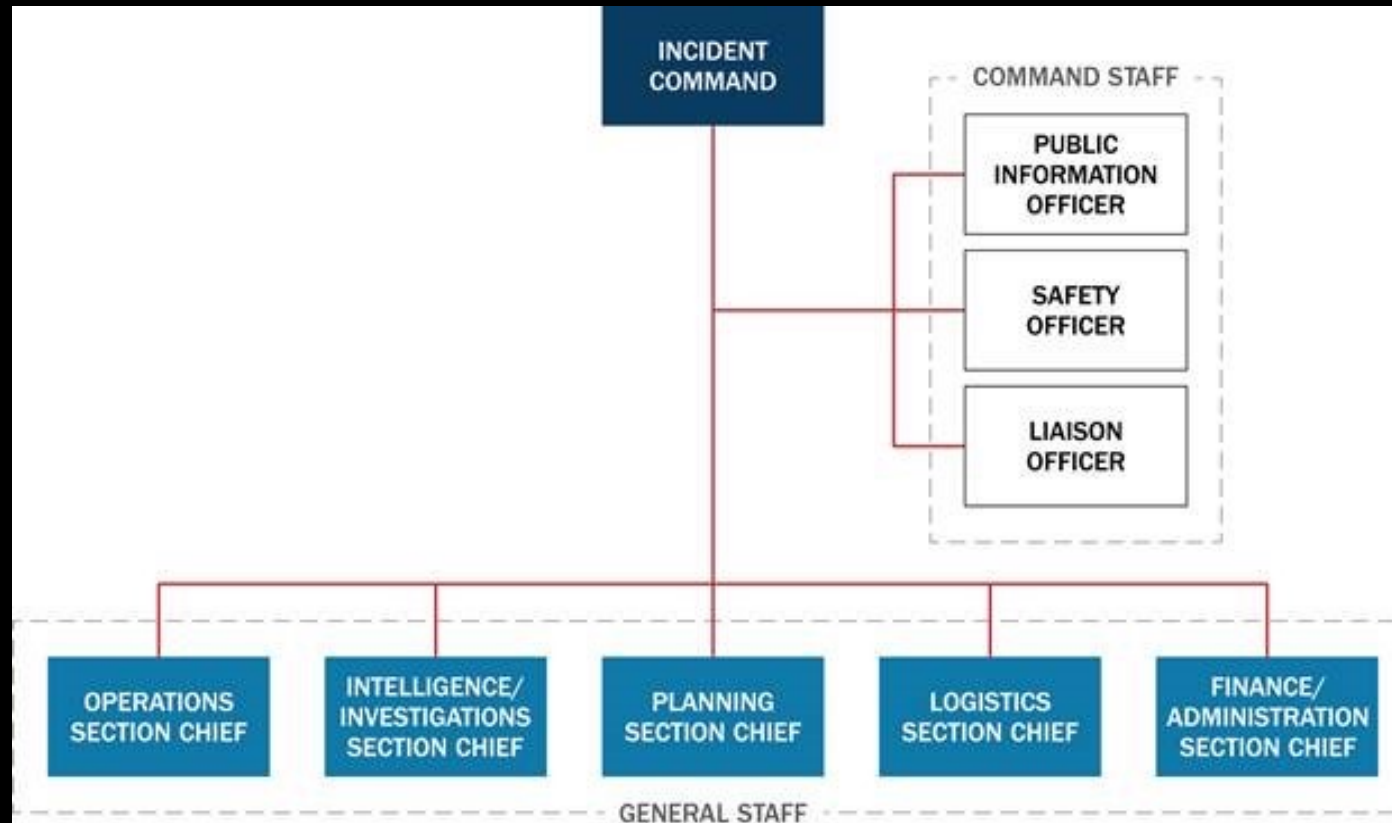 INCIDENT
COMMAND
COMMAND STAFF
PUBLIC
INFORMATION
OFFICER
SAFETY
OFFICER
LIAISON
OFFICER
OPERATIONS
SECTION CHIEF
INTELLIGENCE/
INVESTIGATIONS
SECTION CHIEF
PLANNING
SECTION CHIEF
LOGISTICS
SECTION CHIEF
FINANCE/
ADMINISTRATION
SECTION CHIEF
GENERAL STAFF